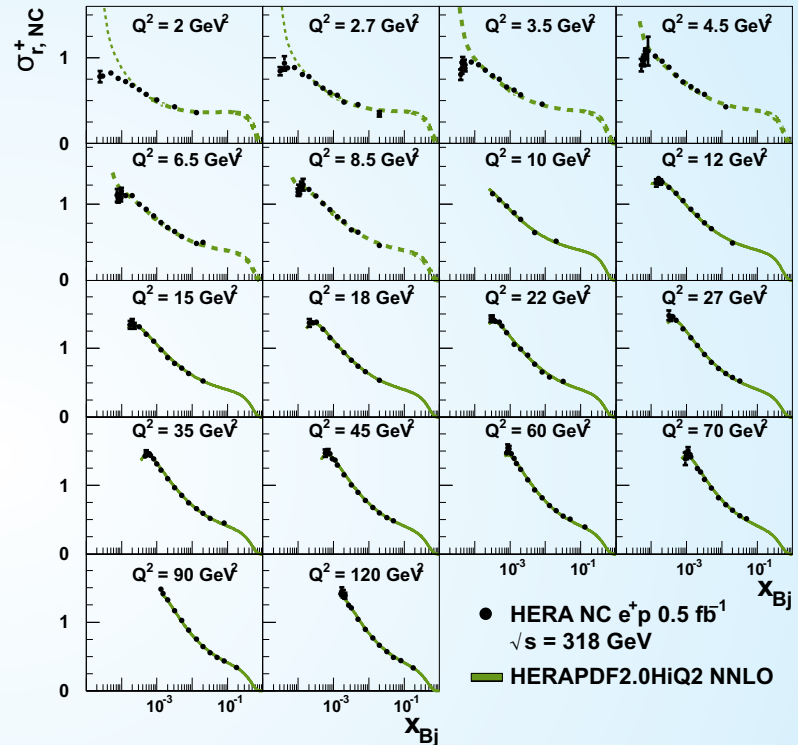 σ⁺r, NC
Q² = 2 GeV²
Q² = 2.7 GeV²
Q² = 3.5 GeV²
Q² = 4.5 GeV²
1
0
Q² = 6.5 GeV²
Q² = 8.5 GeV²
Q² = 10 GeV²
Q² = 12 GeV²
1
0
Q² = 15 GeV²
Q² = 18 GeV²
Q² = 22 GeV²
Q² = 27 GeV²
1
0
Q² = 35 GeV²
Q² = 45 GeV²
Q² = 60 GeV²
Q² = 70 GeV²
1
0
10⁻³ 10⁻¹ 10⁻³ 10⁻¹
xBj
Q² = 90 GeV²
Q² = 120 GeV²
1
0
10⁻³ 10⁻¹ 10⁻³ 10⁻¹
xBj
HERA NC e⁺p 0.5 fb⁻¹
√s = 318 GeV
HERAPDF2.0HiQ2 NNLO